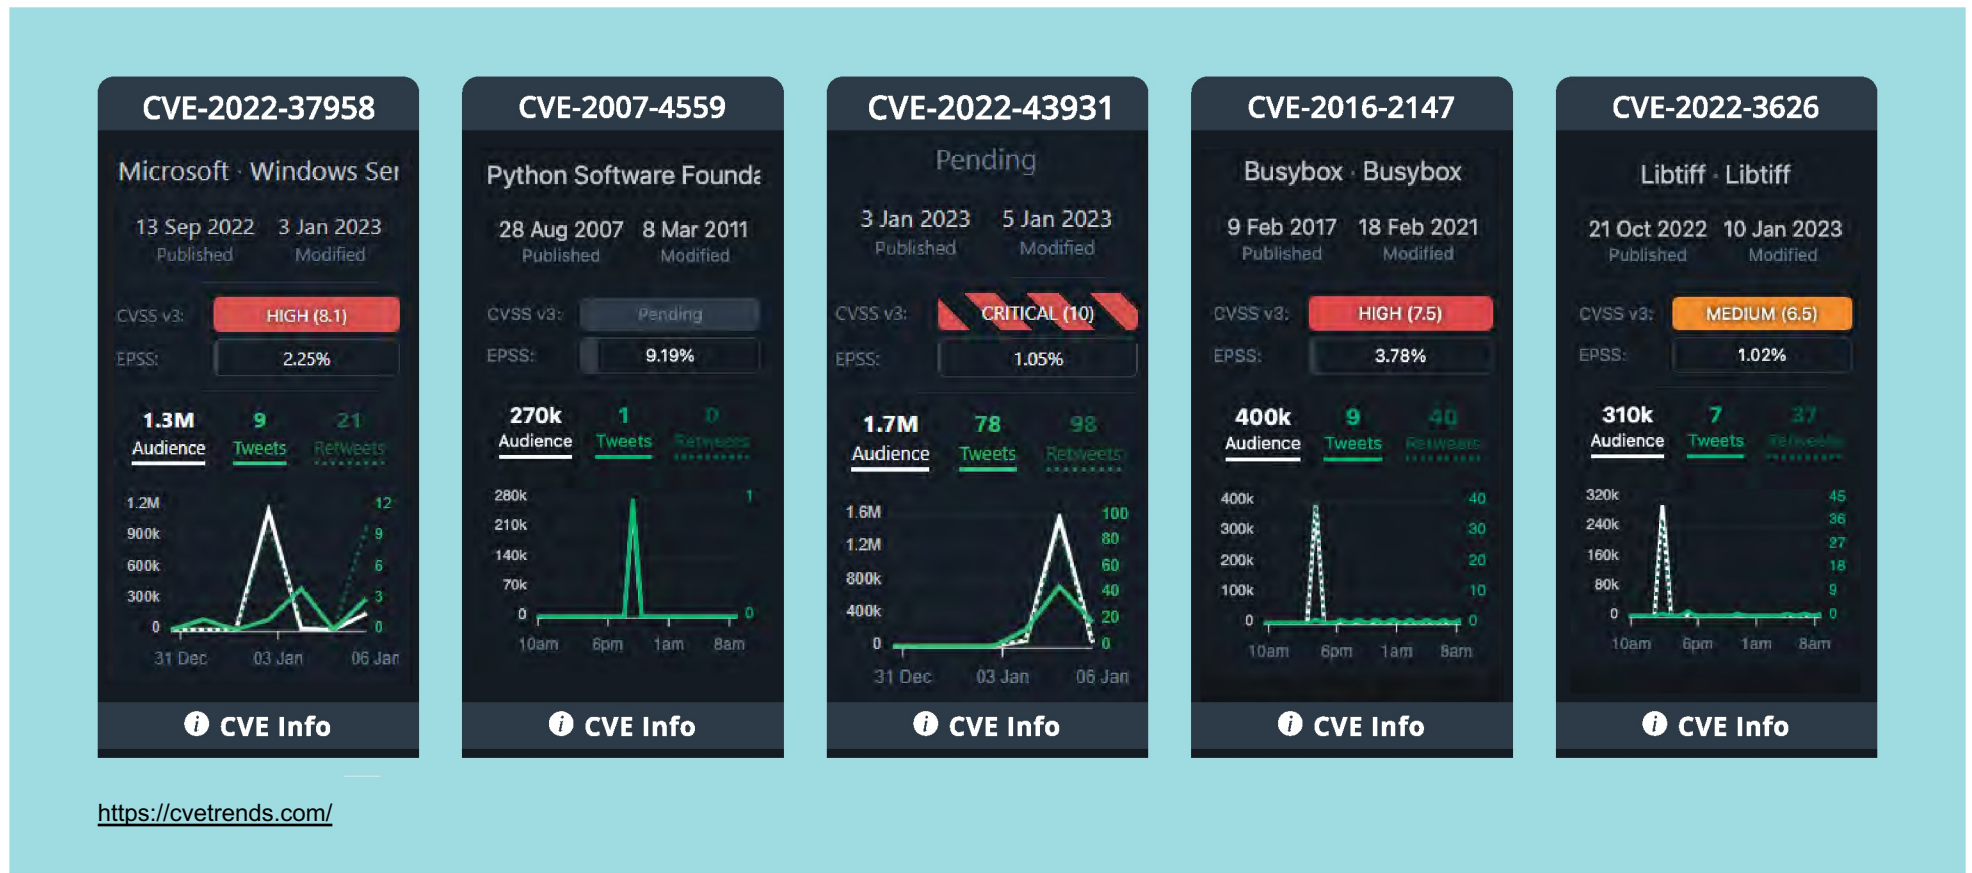 CVE-2022-37958
Microsoft · Windows Ser
13 Sep 2022 3 Jan 2023
Published Modified
CVSS v3: HIGH (8.1)
EPSS: 2.25%
1.3M 9 21
Audience Tweets Retweets
1.2M 12
900k 9
600k 6
300k 3
0 0
31 Dec 03 Jan 06 Jan
CVE Info
CVE-2007-4559
Python Software Founda
28 Aug 2007 8 Mar 2011
Published Modified
CVSS v3: Pending
EPSS: 9.19%
270k 1 0
Audience Tweets Retweets
280k 1
210k
140k
70k
0 0
10am 6pm 1am 8am
CVE Info
CVE-2022-43931
Pending
3 Jan 2023 5 Jan 2023
Published Modified
CVSS v3: CRITICAL (10)
EPSS: 1.05%
1.7M 78 98
Audience Tweets Retweets
1.6M 100
80
1.2M 60
800k 40
400k 20
0 0
31 Dec 03 Jan 06 Jan
CVE Info
CVE-2016-2147
Busybox · Busybox
9 Feb 2017 18 Feb 2021
Published Modified
CVSS v3: HIGH (7.5)
EPSS: 3.78%
400k 9 40
Audience Tweets Retweets
400k 40
300k 30
200k 20
100k 10
0 0
10am 6pm 1am 8am
CVE Info
CVE-2022-3626
Libtiff · Libtiff
21 Oct 2022 10 Jan 2023
Published Modified
CVSS v3: MEDIUM (6.5)
EPSS: 1.02%
310k 7 37
Audience Tweets Retweets
320k 45
240k 36
27
160k 18
80k 9
0 0
10am 6pm 1am 8am
CVE Info
https://cvetrends.com/